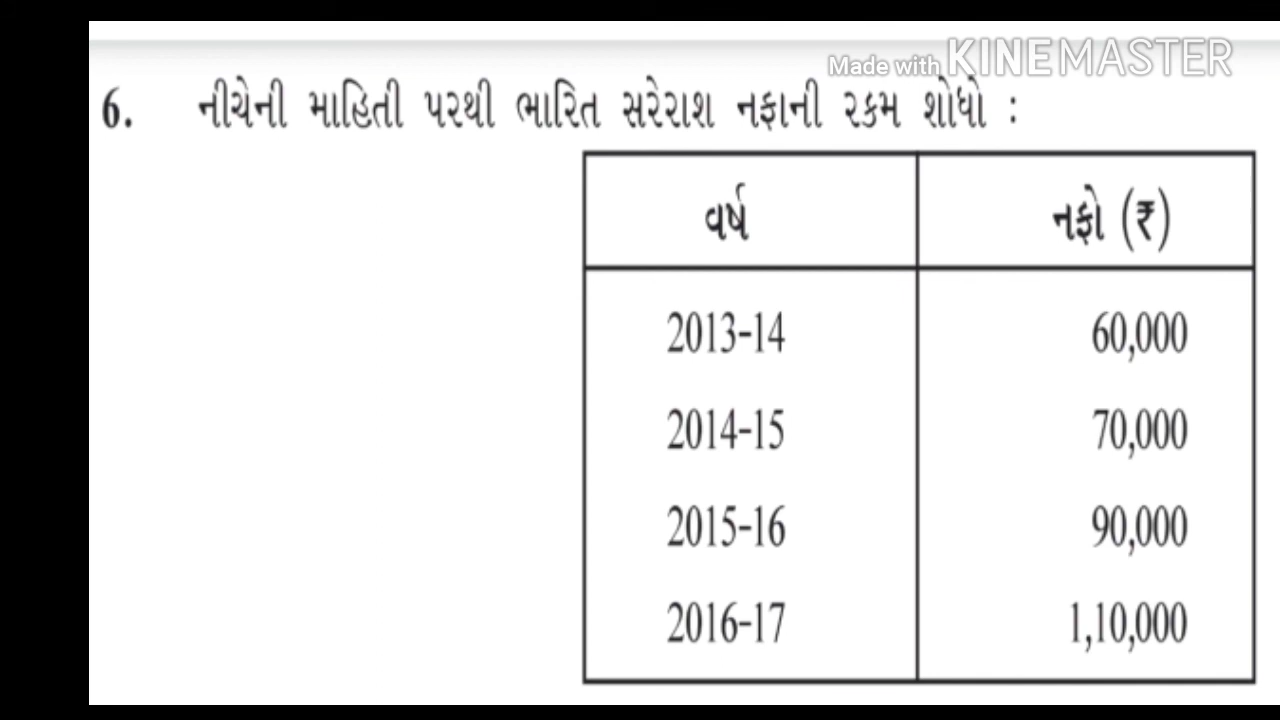 Made with KINEMASTER
6. નીચેની માહિતી પરથી ભારિત સરેરાશ નફાની રકમ શોધો :
વર્ષ નફો (₹)
2013-14 60,000
2014-15 70,000
2015-16 90,000
2016-17 1,10,000